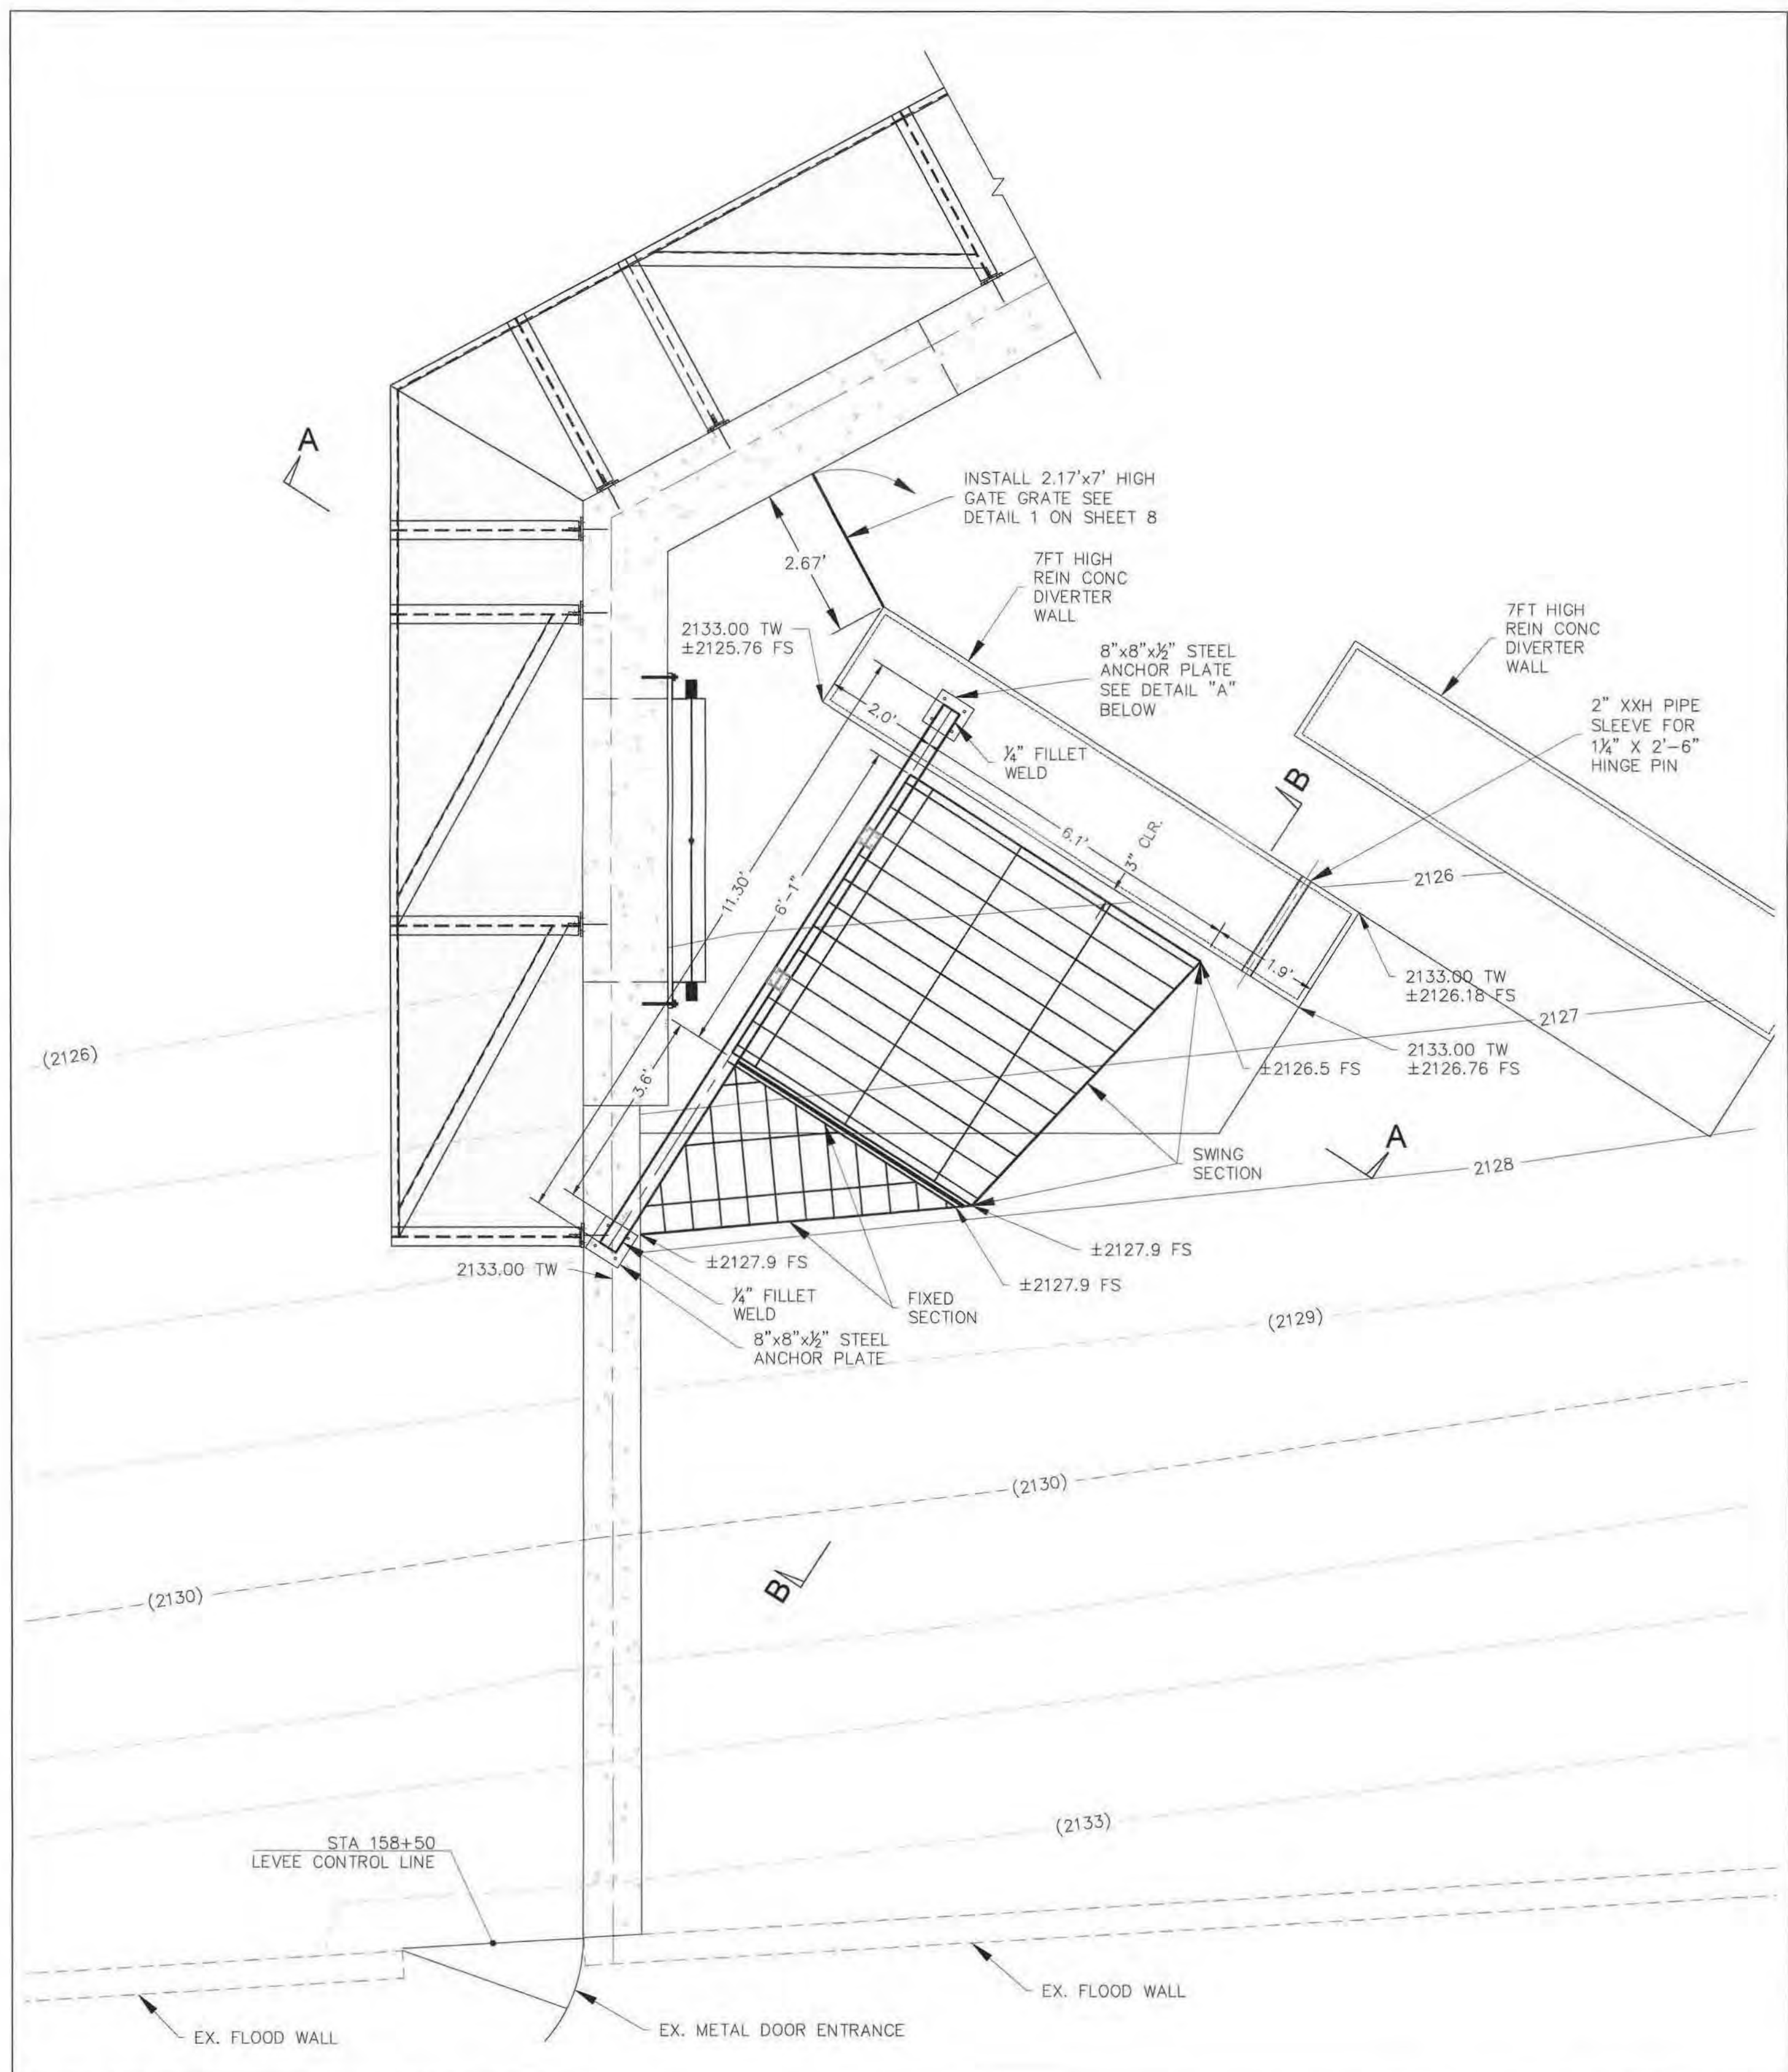 A
INSTALL 2.17'x7' HIGH
GATE GRATE SEE
DETAIL 1 ON SHEET 8
2.67'
7FT HIGH
REIN CONC
DIVERTER
WALL
7FT HIGH
REIN CONC
DIVERTER
WALL
2133.00 TW
±2125.76 FS
8"x8"x½" STEEL
ANCHOR PLATE
SEE DETAIL "A"
BELOW
2" XXH PIPE
SLEEVE FOR
1¼" X 2'-6"
HINGE PIN
2.0'
¼" FILLET
WELD
B
6.1'
3" CLR.
11.30'
6'-1"
2126
1.9'
2133.00 TW
±2126.18 FS
2127
(2126)
2133.00 TW
±2126.76 FS
±2126.5 FS
3.6'
A
SWING
SECTION
2128
±2127.9 FS
±2127.9 FS
±2127.9 FS
2133.00 TW
¼" FILLET
WELD
FIXED
SECTION
8"x8"x½" STEEL
ANCHOR PLATE
(2129)
(2130)
B
(2130)
(2133)
STA 158+50
LEVEE CONTROL LINE
EX. FLOOD WALL
EX. METAL DOOR ENTRANCE
EX. FLOOD WALL